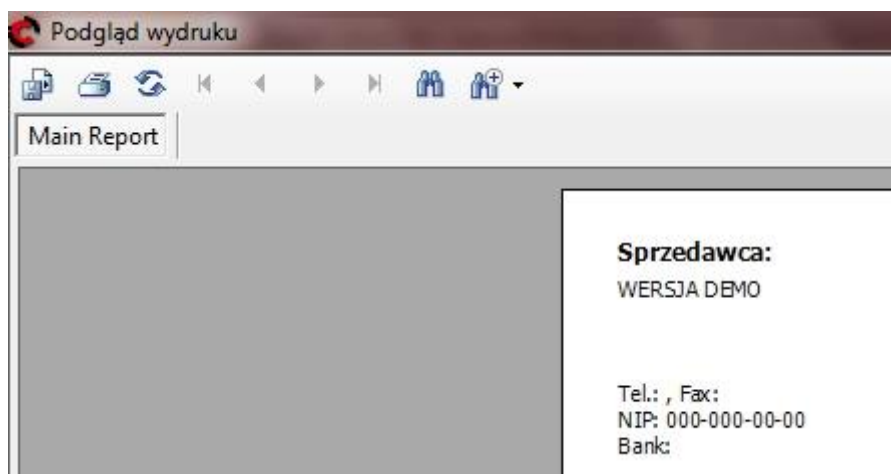 Podgląd wydruku
Main Report
Sprzedawca:
WERSJA DEMO
Tel.: , Fax:
NIP: 000-000-00-00
Bank: